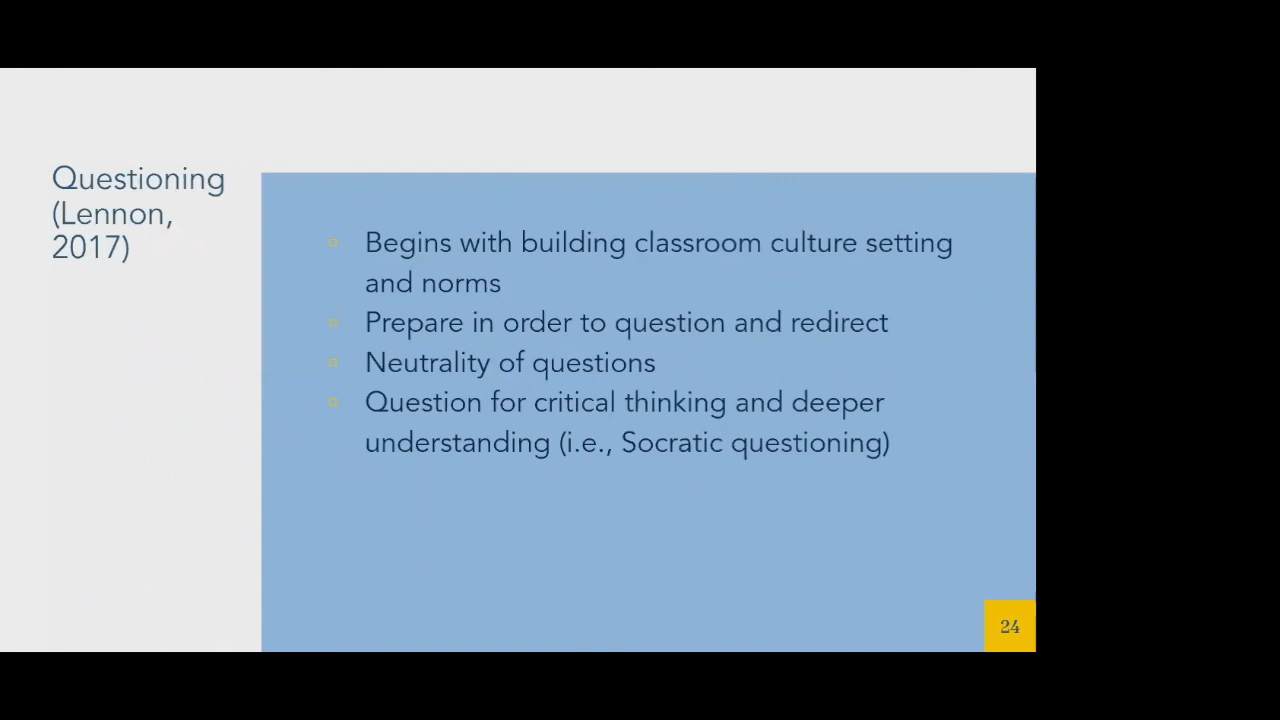 Questioning
(Lennon,
2017)
Begins with building classroom culture setting
and norms
Prepare in order to question and redirect
Neutrality of questions
Question for critical thinking and deeper
understanding (i.e., Socratic questioning)
24